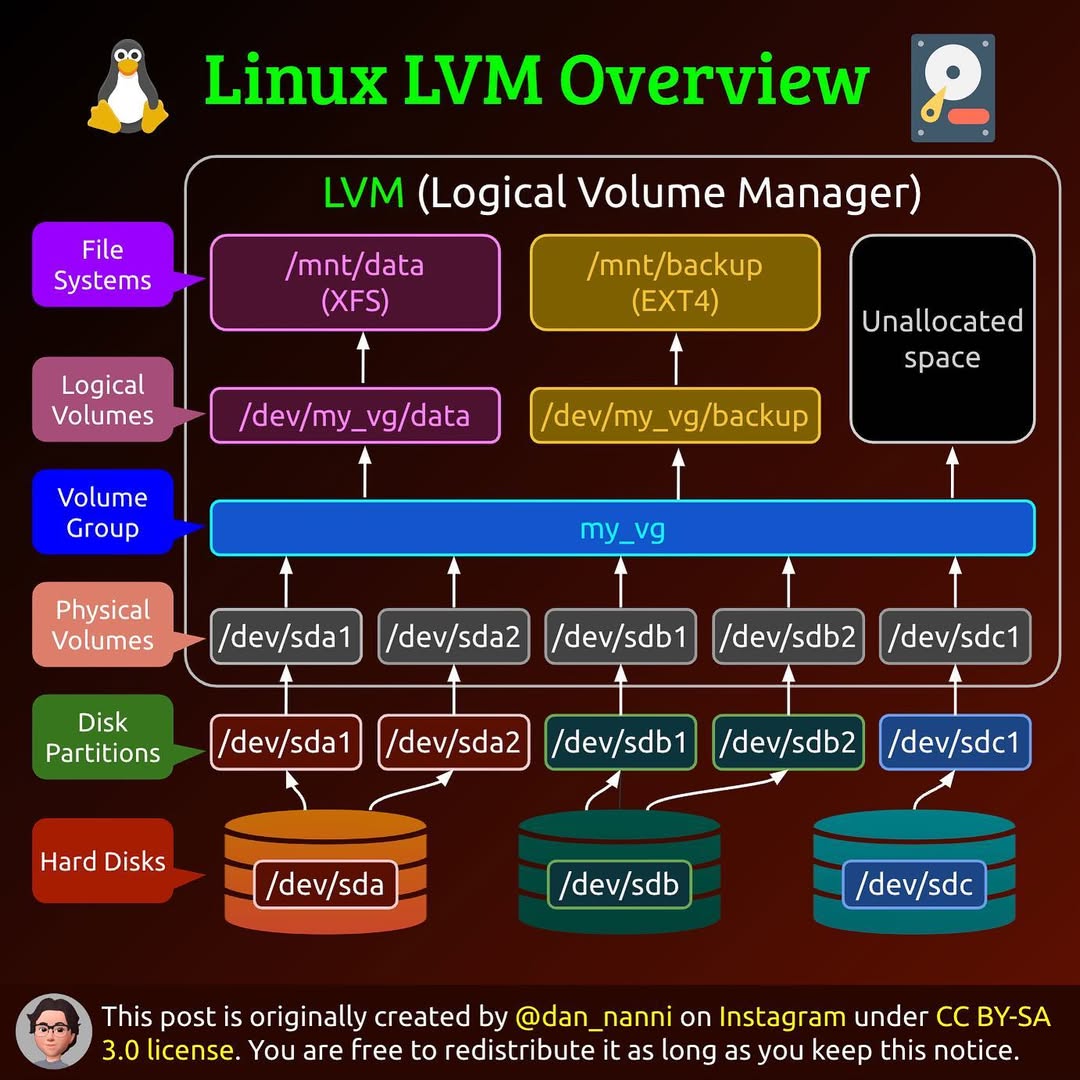 Linux LVM Overview
LVM (Logical Volume Manager)
File
Systems
/mnt/data
(XFS)
/mnt/backup
(EXT4)
Unallocated
space
Logical
Volumes
/dev/my_vg/data
/dev/my_vg/backup
Volume
Group
my_vg
Physical
Volumes
/dev/sda1
/dev/sda2
/dev/sdb1
/dev/sdb2
/dev/sdc1
Disk
Partitions
/dev/sda1
/dev/sda2
/dev/sdb1
/dev/sdb2
/dev/sdc1
Hard Disks
/dev/sda
/dev/sdb
/dev/sdc
This post is originally created by @dan_nanni on Instagram under CC BY-SA
3.0 license. You are free to redistribute it as long as you keep this notice.